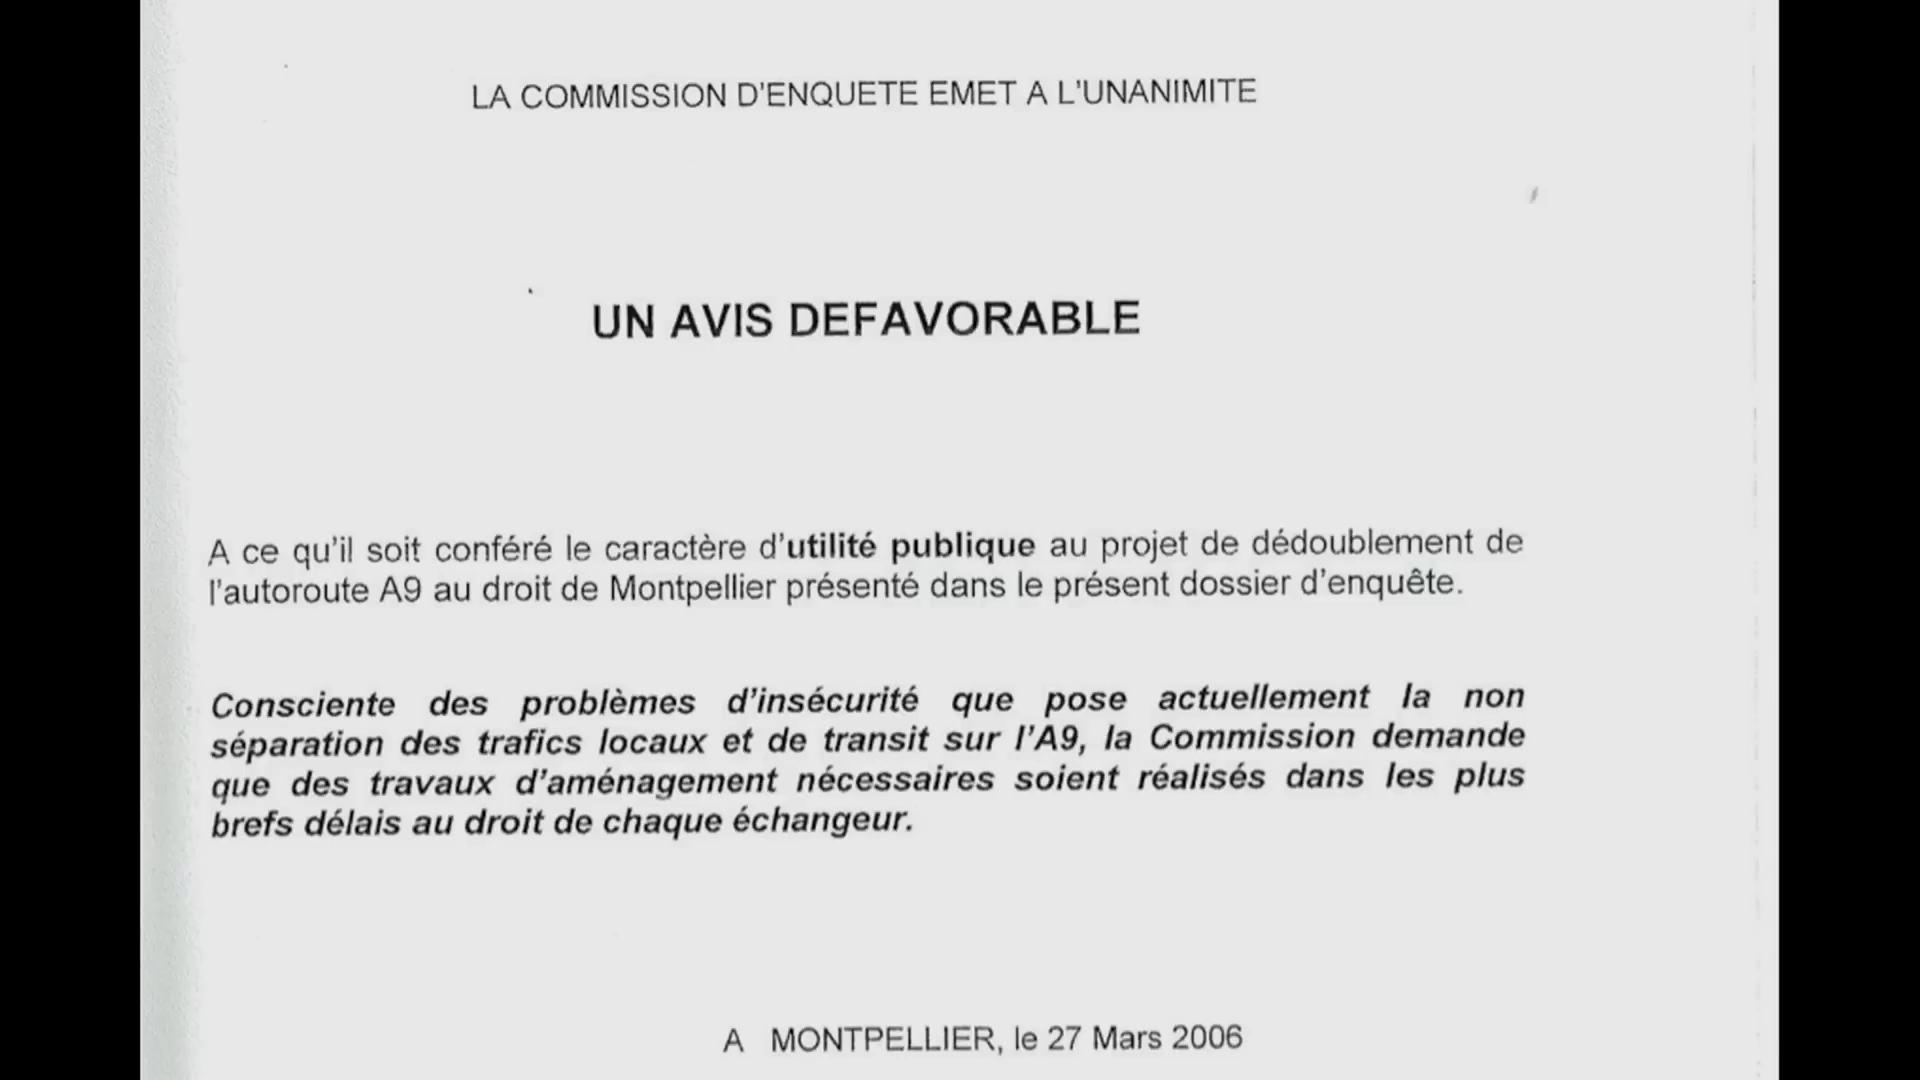 LA COMMISSION D'ENQUETE EMET A L'UNANIMITE
UN AVIS DEFAVORABLE
A ce qu'il soit conféré le caractère d'utilité publique au projet de dédoublement de
l'autoroute A9 au droit de Montpellier présenté dans le présent dossier d'enquête.
Consciente des problèmes d'insécurité que pose actuellement la non
séparation des trafics locaux et de transit sur l'A9, la Commission demande
que des travaux d'aménagement nécessaires soient réalisés dans les plus
brefs délais au droit de chaque échangeur.
A MONTPELLIER, le 27 Mars 2006